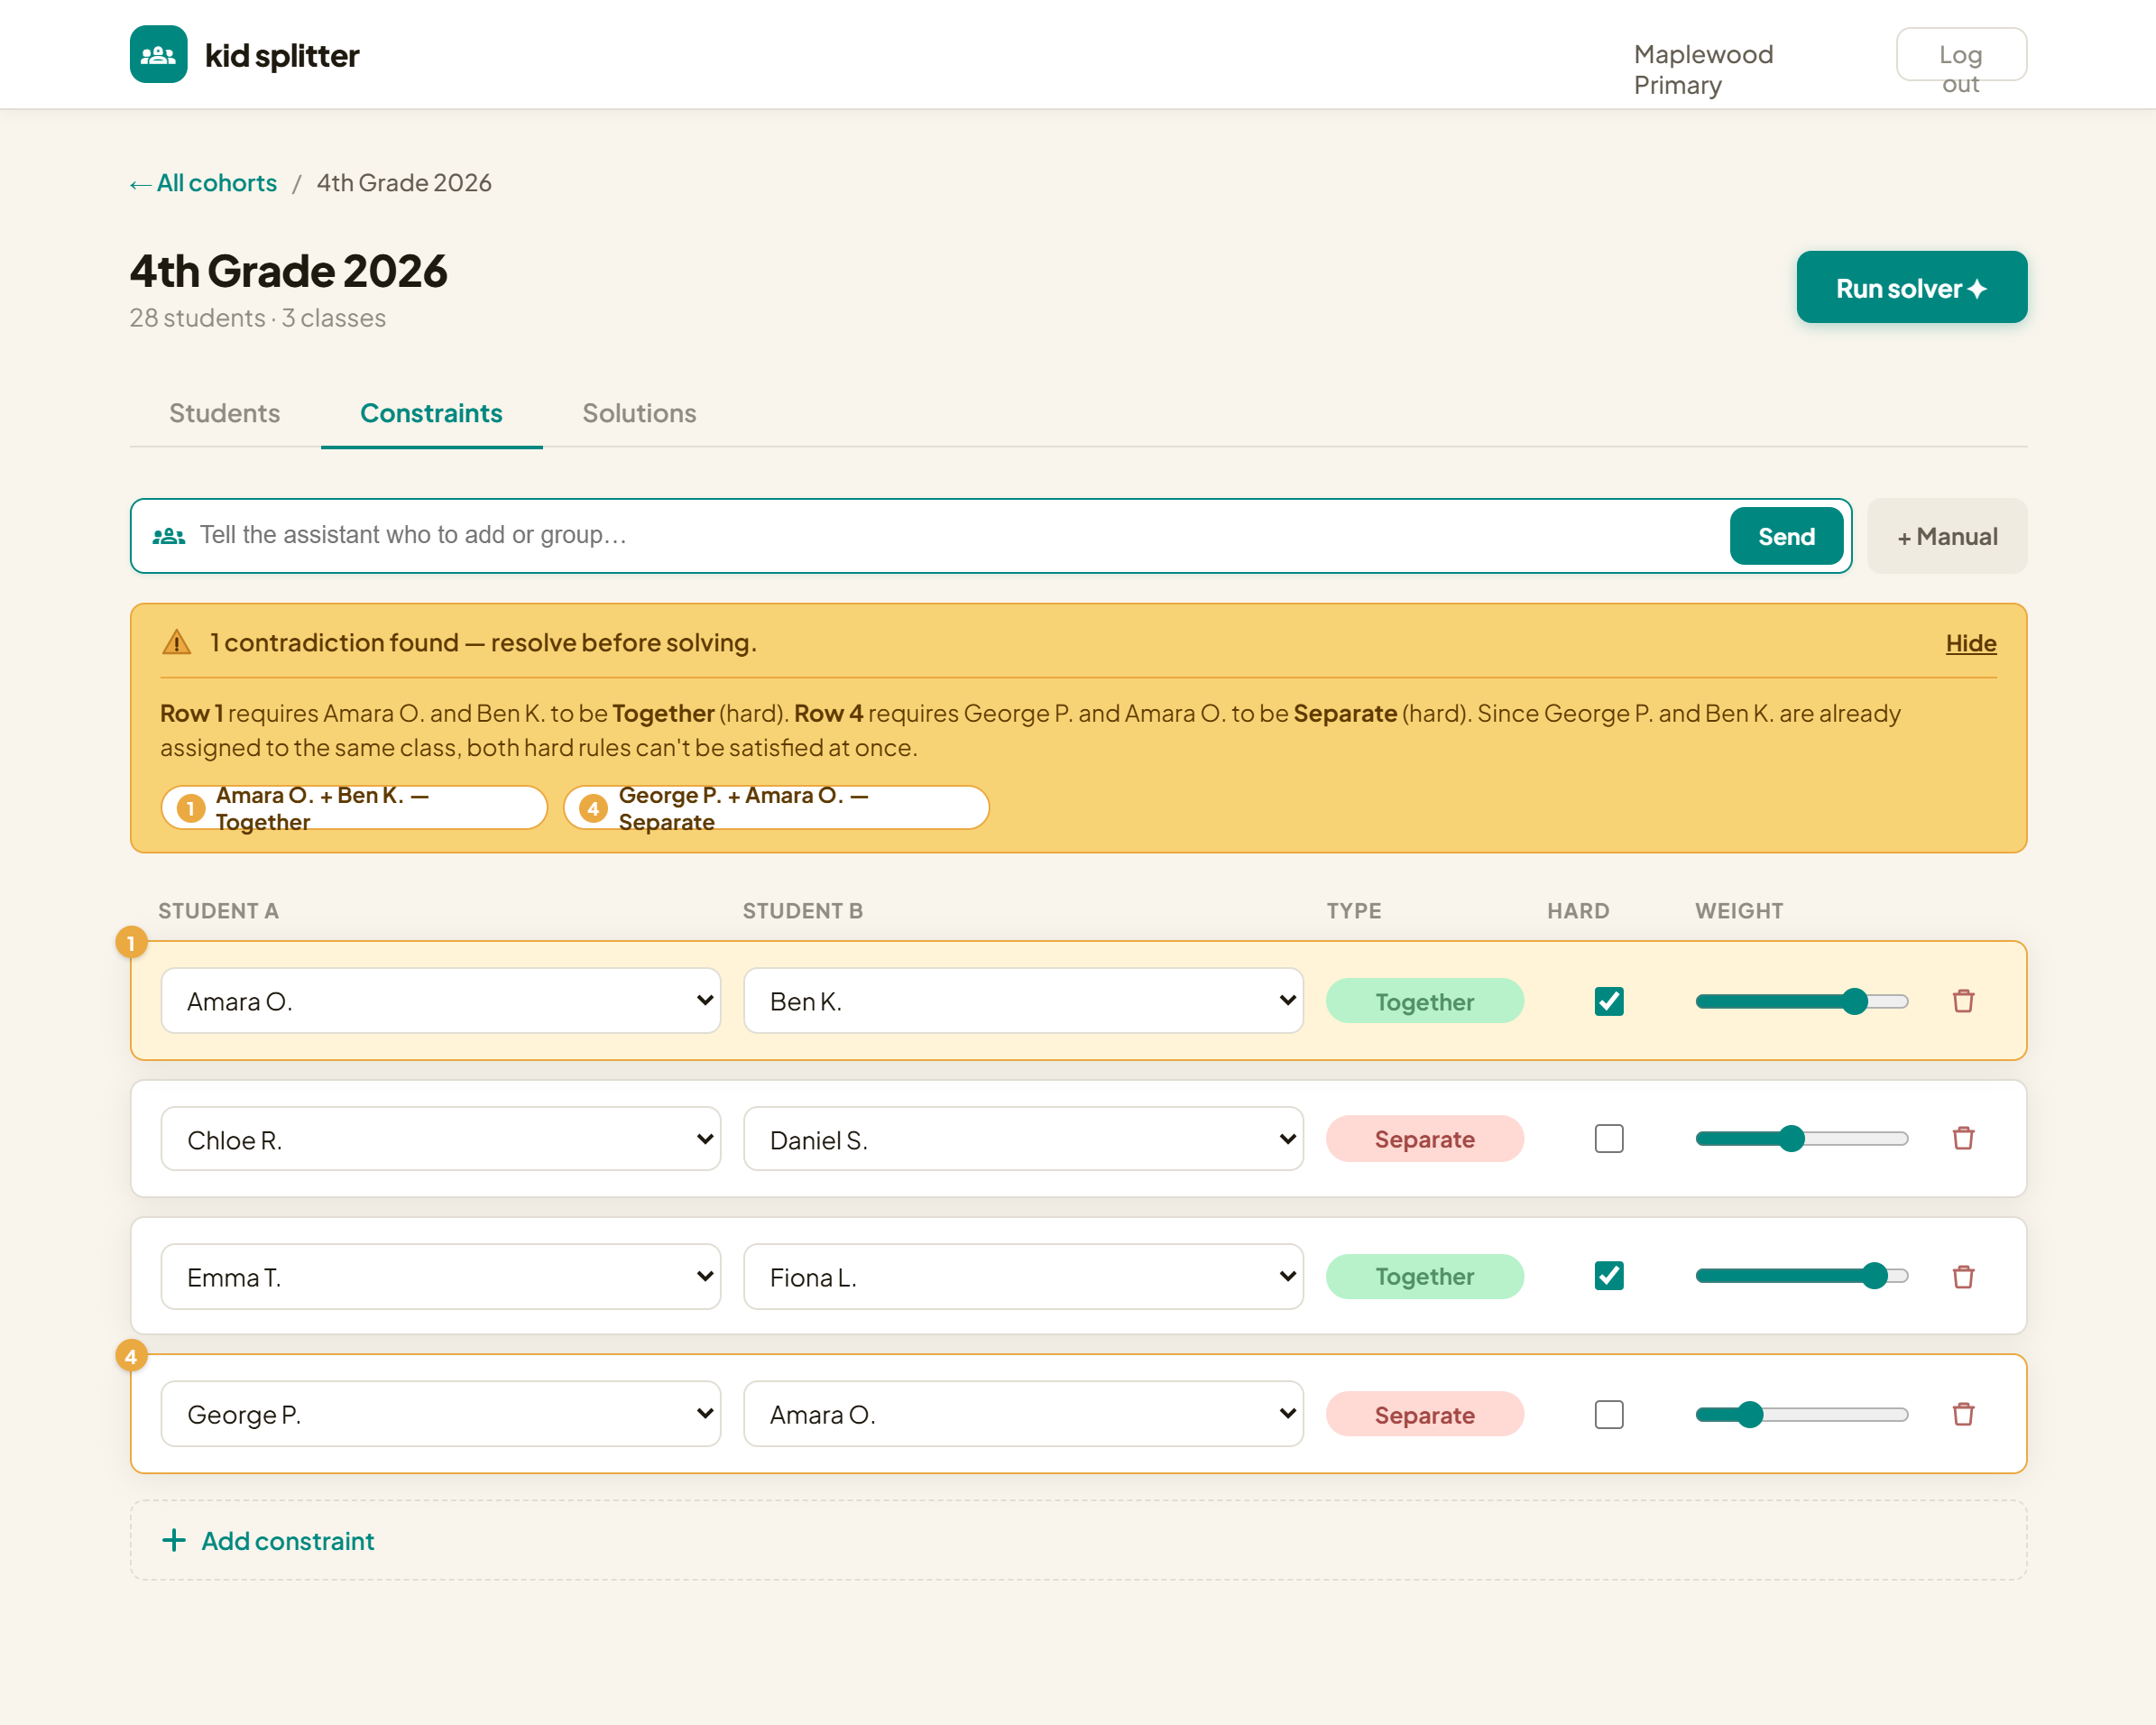 kid splitter
Maplewood
Primary
Log
out
← All cohorts / 4th Grade 2026
4th Grade 2026
28 students · 3 classes
Run solver ✦
Students
Constraints
Solutions
Tell the assistant who to add or group...
Send
+ Manual
1 contradiction found — resolve before solving.
Hide
Row 1 requires Amara O. and Ben K. to be Together (hard). Row 4 requires George P. and Amara O. to be Separate (hard). Since George P. and Ben K. are already
assigned to the same class, both hard rules can't be satisfied at once.
1 Amara O. + Ben K. —
Together
4 George P. + Amara O. —
Separate
STUDENT A STUDENT B TYPE HARD WEIGHT
1
Amara O. Ben K. Together
Chloe R. Daniel S. Separate
Emma T. Fiona L. Together
4
George P. Amara O. Separate
+ Add constraint